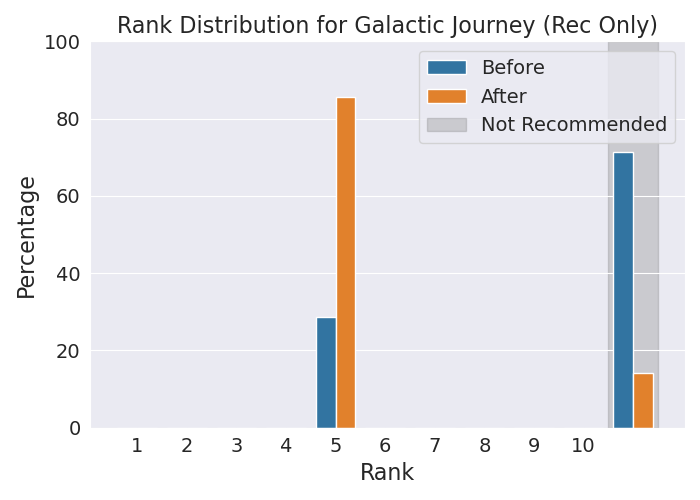 Rank Distribution for Galactic Journey (Rec Only)
Before
After
Not Recommended
Percentage
100
80
60
40
20
0
1 2 3 4 5 6 7 8 9 10
Rank